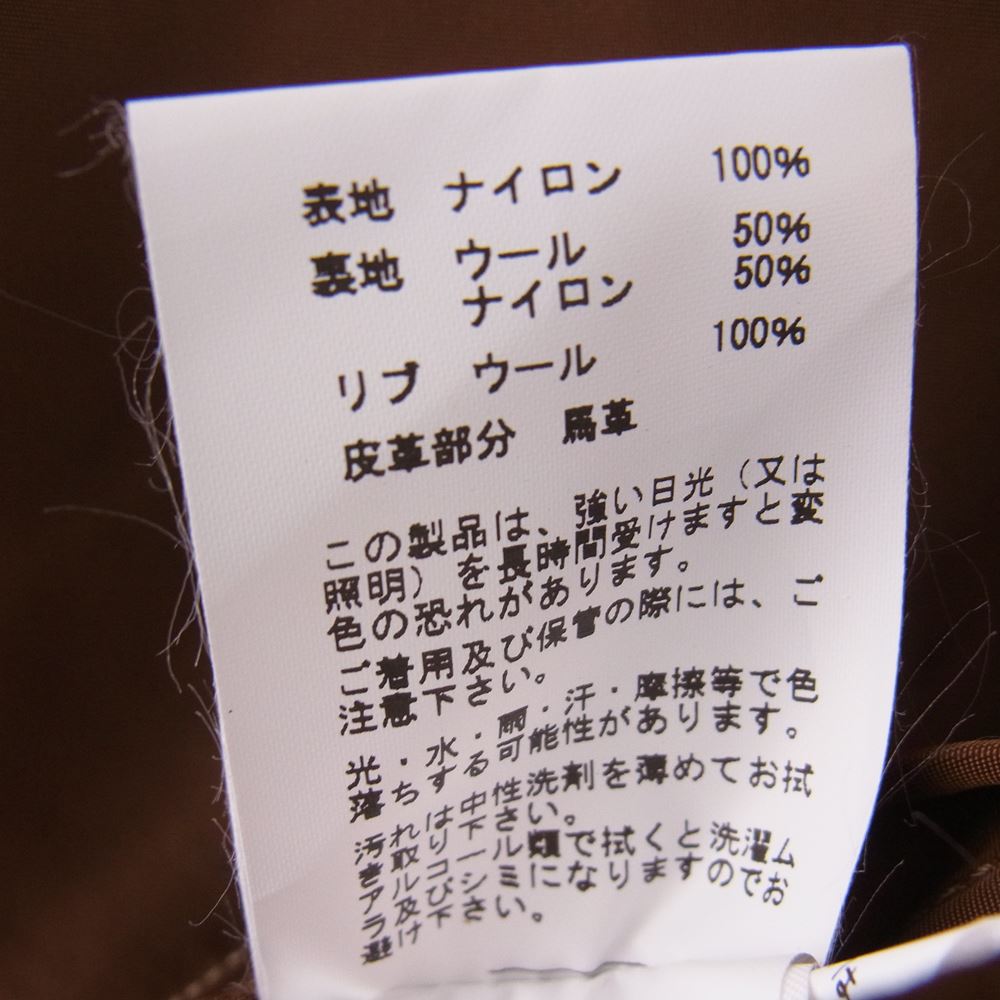 表地 ナイロン 100%
裏地 ウール 50%
ナイロン 50%
リブ ウール 100%
皮革部分 馬革
この製品は、強い日光(又は
照明)を長時間受けますと変
色の恐れがあります。
ご着用及び保管の際には、ご
注意下さい。
光・水・雨・汗・摩擦等で色
落ちする可能性があります。
汚れは中性洗剤を薄めてお拭
き取り下さい。
アルコール類で拭くと洗濯ム
ラ及びシミになりますのでお
避け下さい。